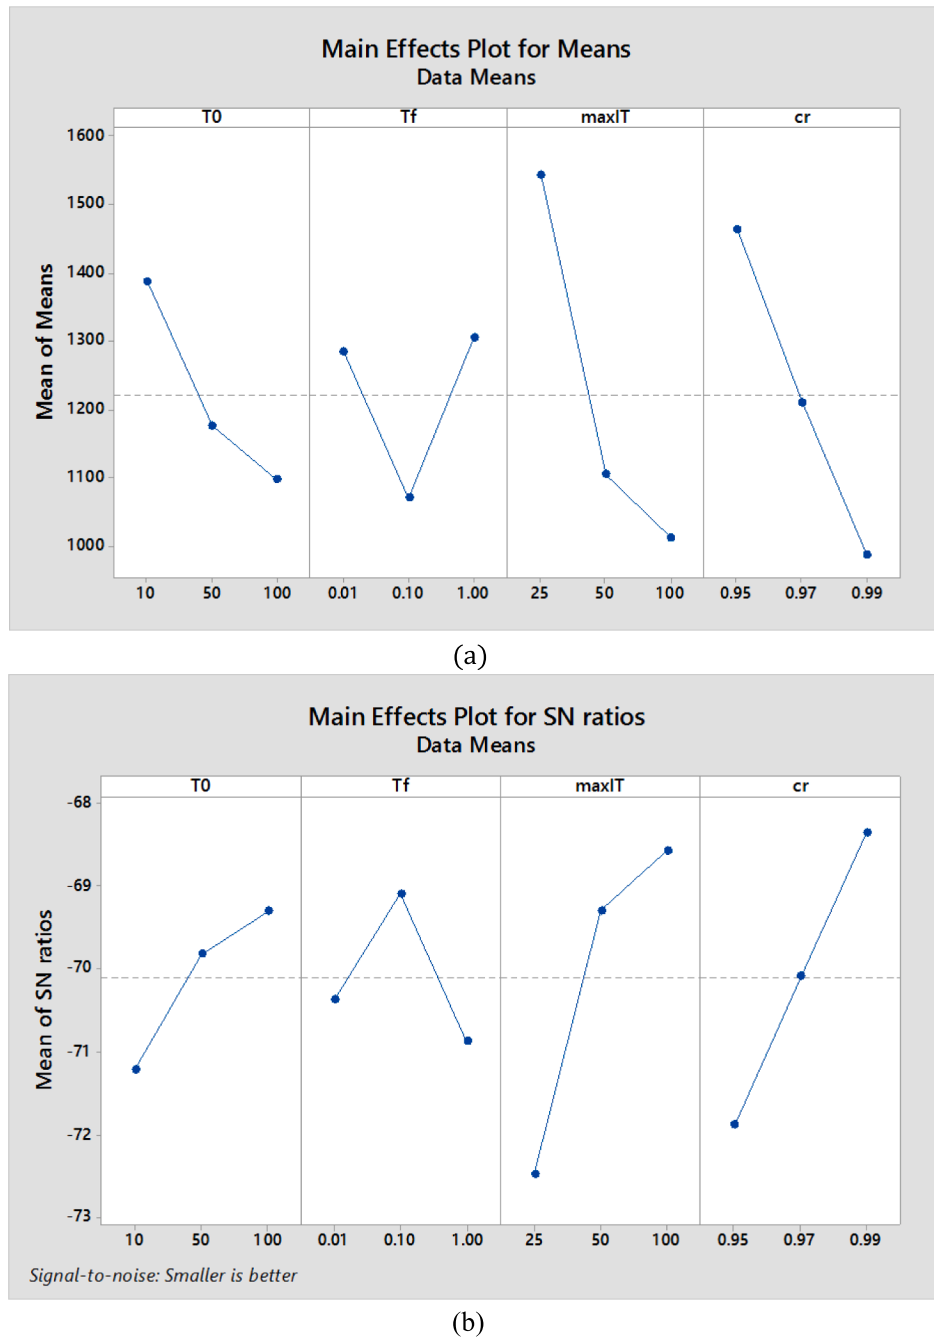 Main Effects Plot for Means
Data Means
T0 Tf maxIT cr
Mean of Means
1600
1500
1400
1300
1200
1100
1000
10 50 100 0.01 0.10 1.00 25 50 100 0.95 0.97 0.99
(a)
Main Effects Plot for SN ratios
Data Means
T0 Tf maxIT cr
Mean of SN ratios
-68
-69
-70
-71
-72
-73
10 50 100 0.01 0.10 1.00 25 50 100 0.95 0.97 0.99
Signal-to-noise: Smaller is better
(b)